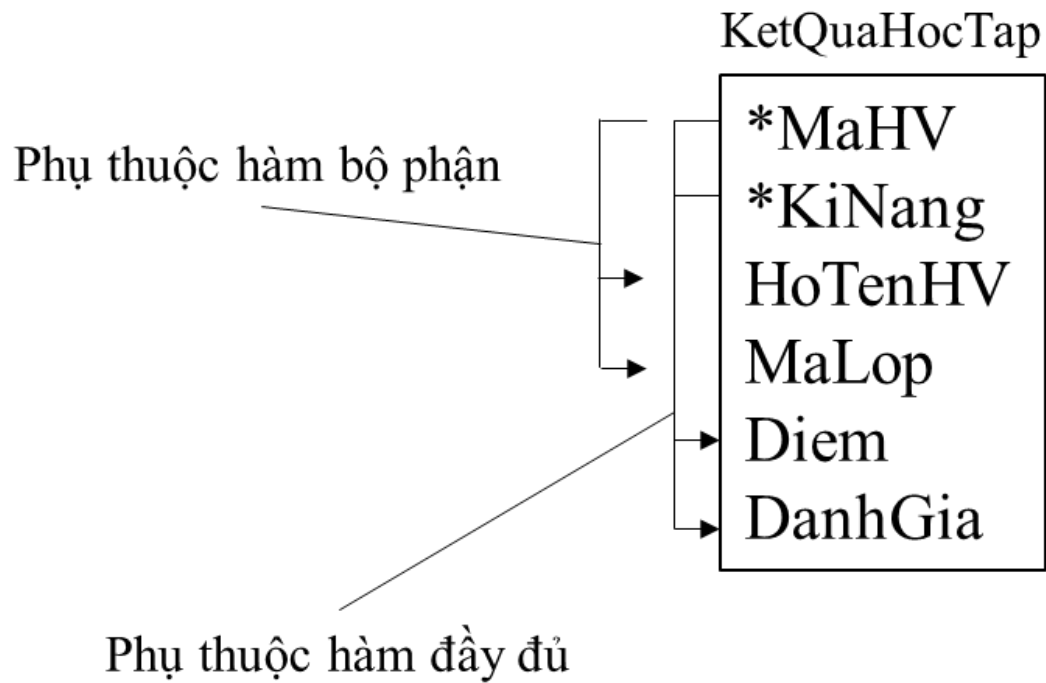 KetQuaHocTap
*MaHV
Phụ thuộc hàm bộ phận
*KiNang
HoTenHV
MaLop
Diem
DanhGia
Phụ thuộc hàm đầy đủ